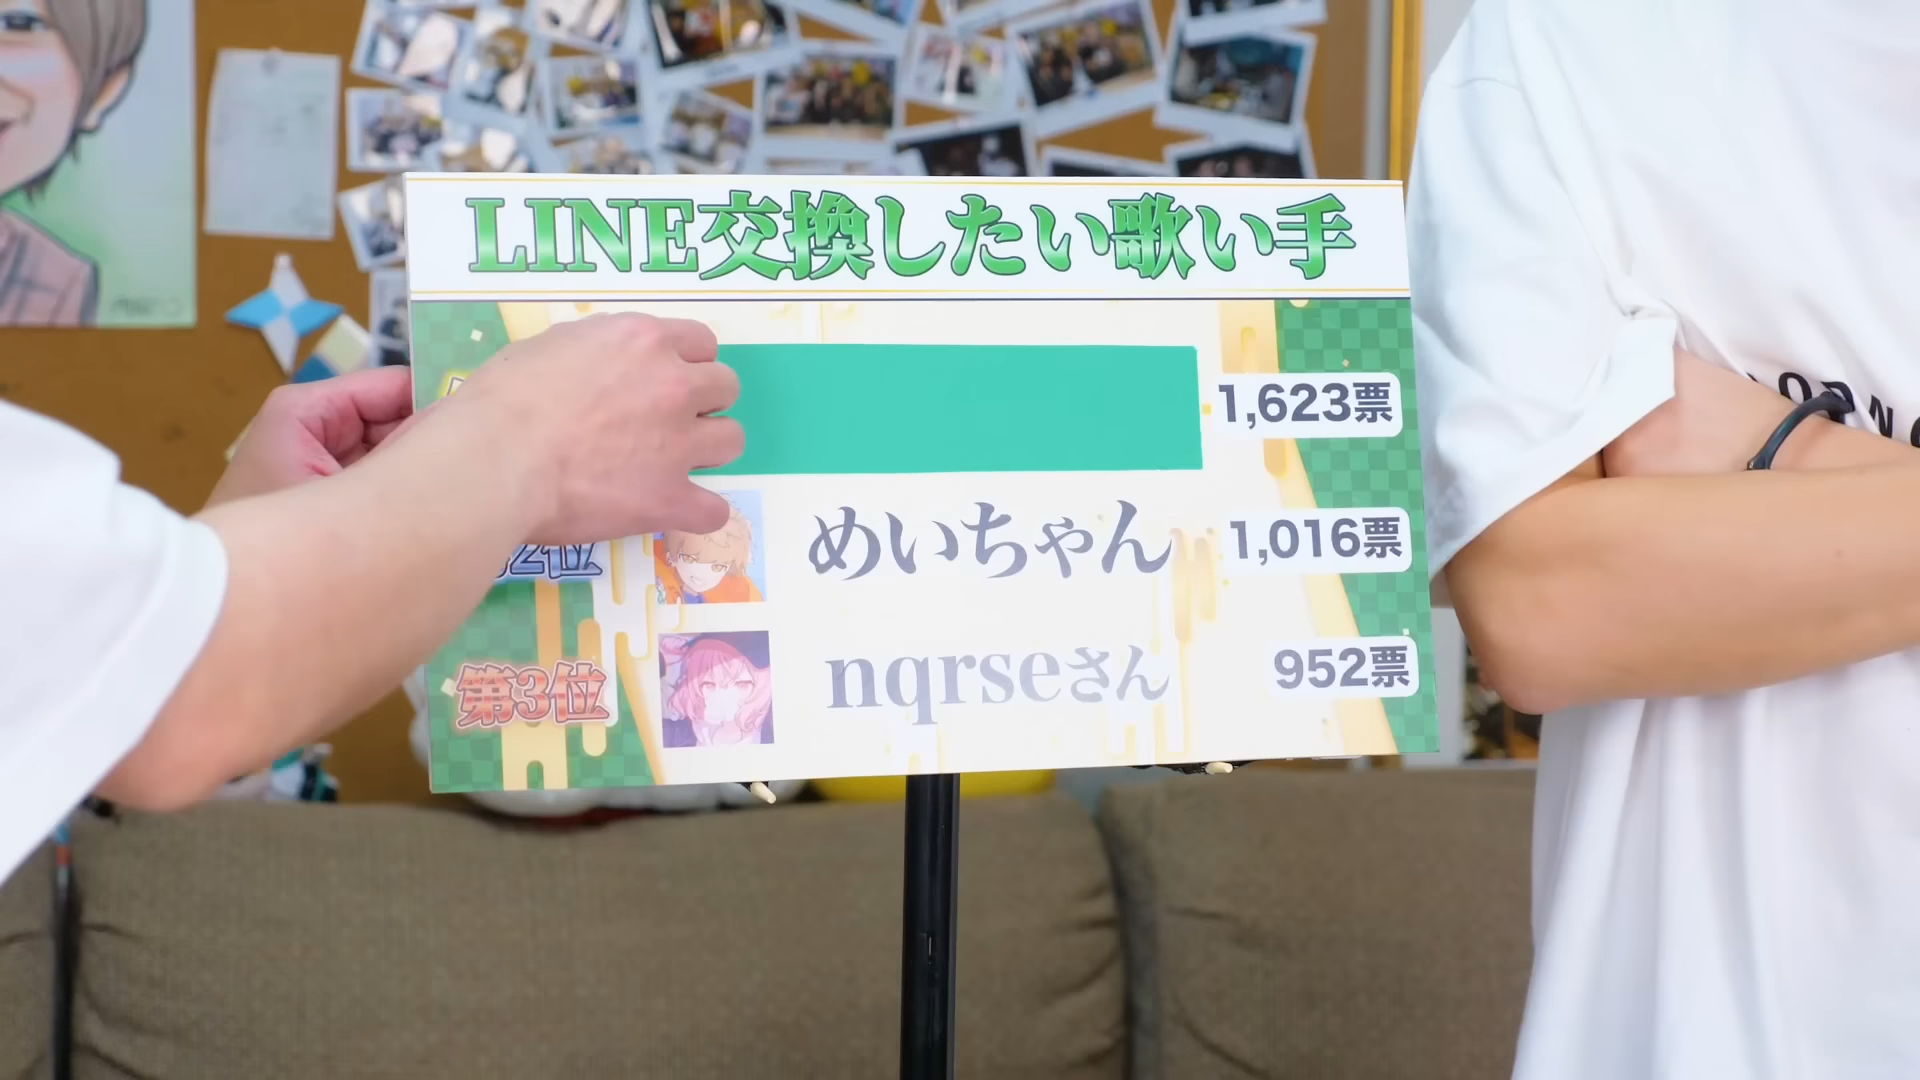 LINE交換したい歌い手
1,623票
2位
めいちゃん
1,016票
第3位
nqrseさん
952票